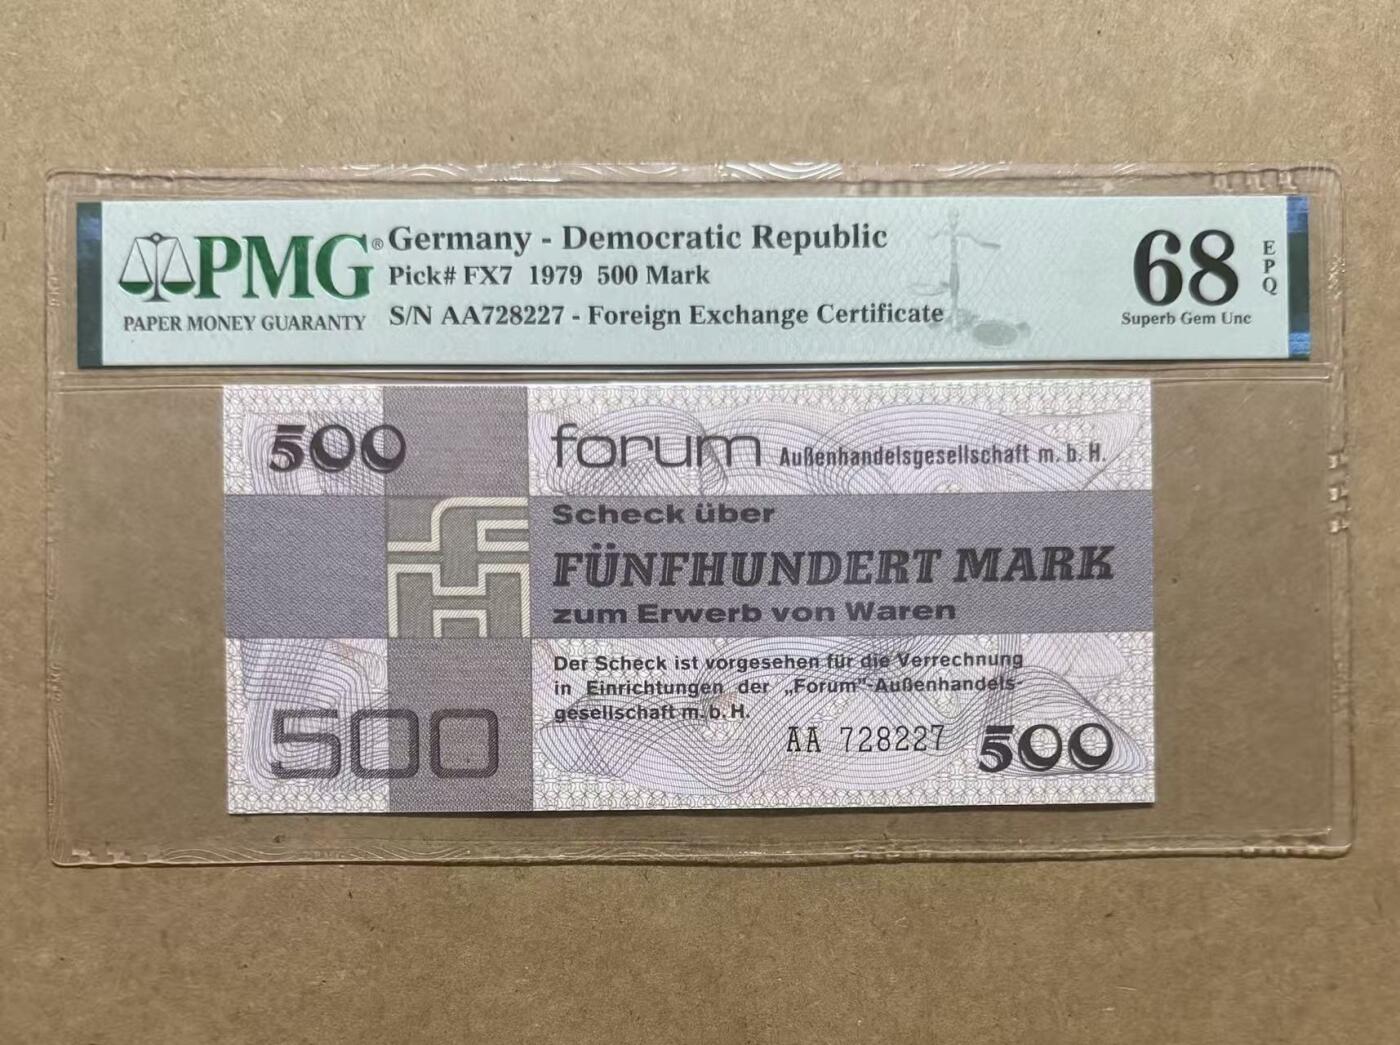 PMG®
PAPER MONEY GUARANTY
Germany - Democratic Republic
Pick# FX7 1979 500 Mark
S/N AA728227 - Foreign Exchange Certificate
68
EPQ
Superb Gem Unc
500
forum Außenhandelsgesellschaft m. b. H.
Scheck über
FÜNFHUNDERT MARK
zum Erwerb von Waren
Der Scheck ist vorgesehen für die Verrechnung
in Einrichtungen der „Forum"-Außenhandels-
gesellschaft m. b. H.
AA 728227
500
500